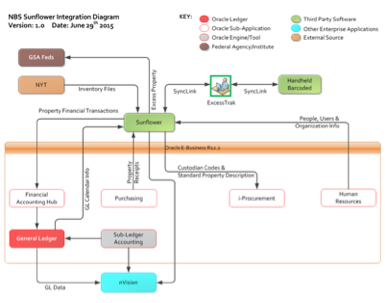 NBS Sunflower Integration Diagram
Version: 1.0 Date: June 29th 2015
KEY:
Oracle Ledger
Oracle Sub-Application
Oracle Engine/Tool
Federal Agency/Institute
Third Party Software
Other Enterprise Applications
External Source
GSA Feds
NYT
Inventory Files
Excess Property
SyncLink
ExcessTrak
SyncLink
Handheld
Barcoded
Property Financial Transactions
Sunflower
People, Users &
Organization Info
Oracle E-Business R12.2
GL Calendar Info
Property
Receipts
Custodian Codes &
Standard Property Description
Financial
Accounting Hub
Purchasing
i-Procurement
Human
Resources
General Ledger
Sub-Ledger
Accounting
GL Data
nVision